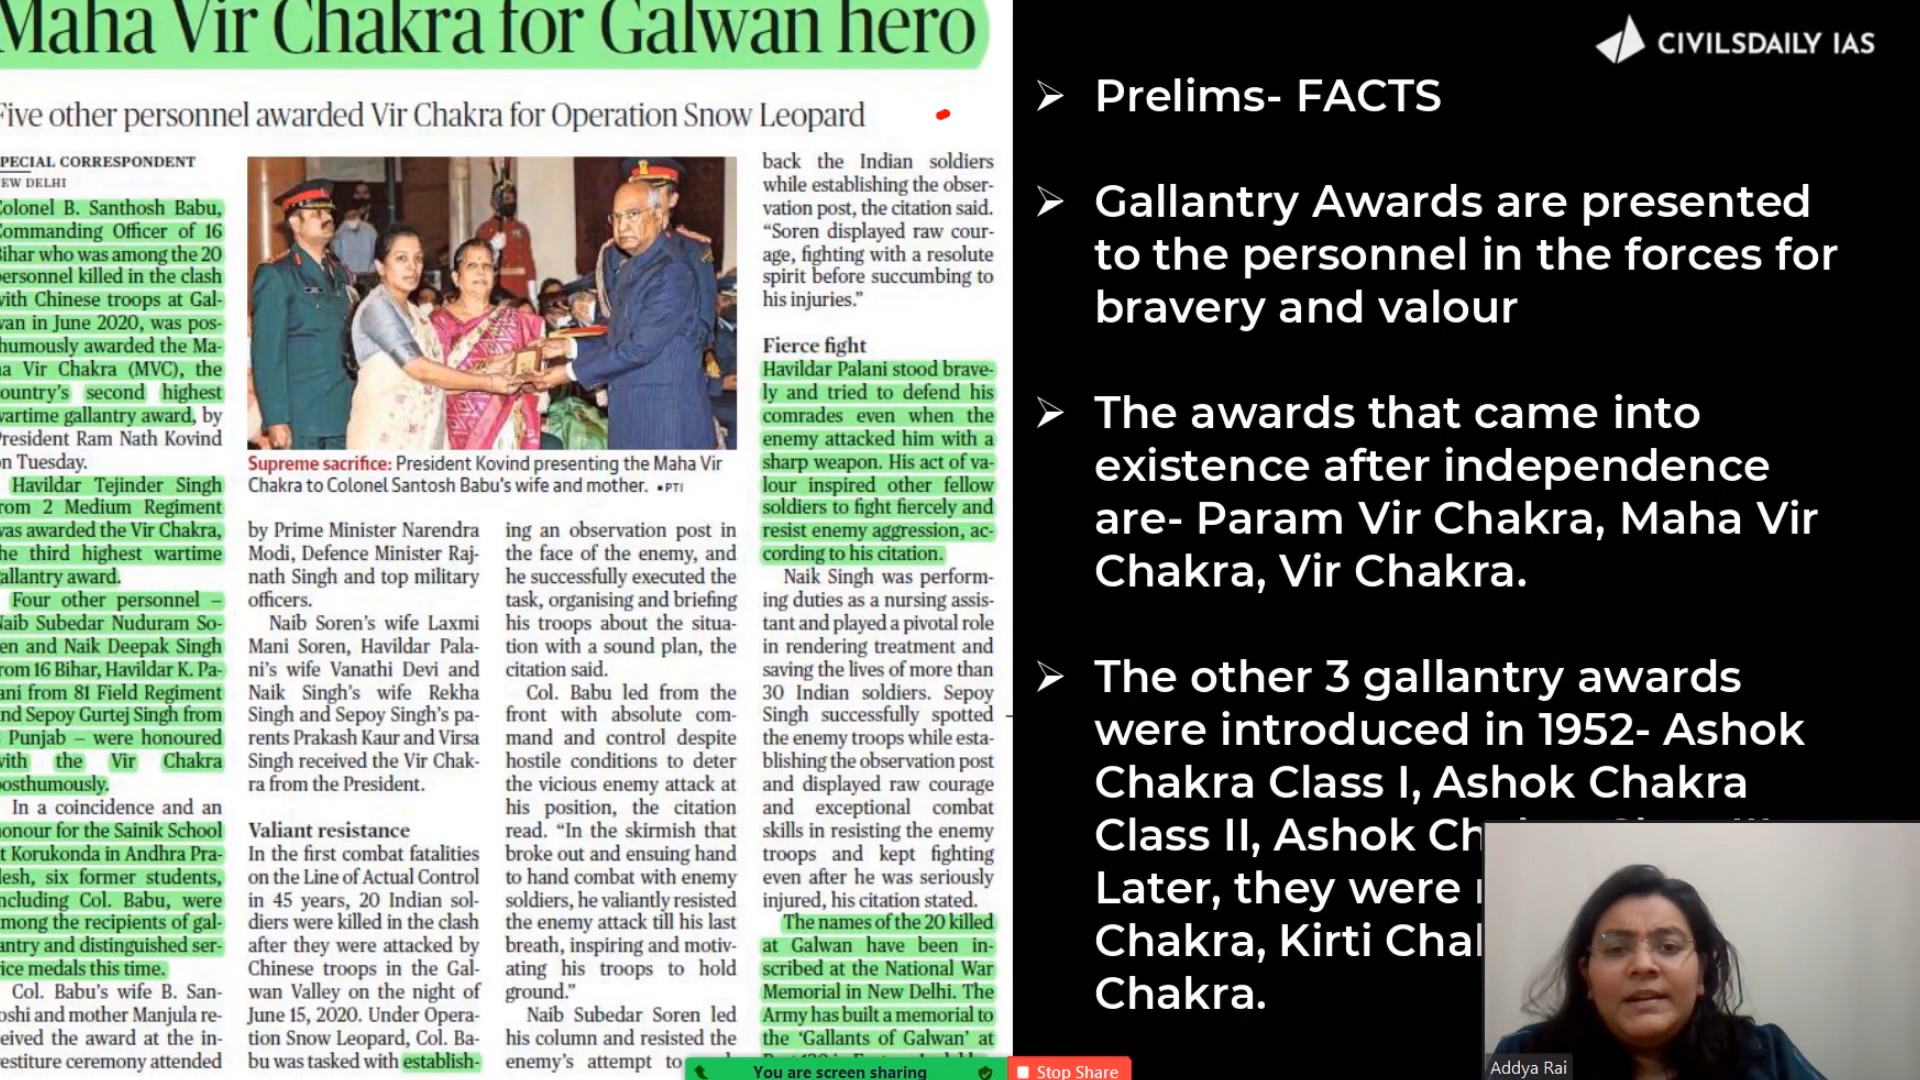 Maha Vir Chakra for Galwan hero
Five other personnel awarded Vir Chakra for Operation Snow Leopard
PECIAL CORRESPONDENT
EW DELHI
Colonel B. Santhosh Babu,
Commanding Officer of 16
Bihar who was among the 20
personnel killed in the clash
with Chinese troops at Gal-
wan in June 2020, was pos-
thumously awarded the Ma-
ha Vir Chakra (MVC), the
country's second highest
wartime gallantry award, by
President Ram Nath Kovind
on Tuesday.
Havildar Tejinder Singh
from 2 Medium Regiment
was awarded the Vir Chakra,
the third highest wartime
gallantry award.
Four other personnel –
Naib Subedar Nuduram So-
ren and Naik Deepak Singh
from 16 Bihar, Havildar K. Pa-
lani from 81 Field Regiment
and Sepoy Gurtej Singh from
Punjab – were honoured
with the Vir Chakra
posthumously.
In a coincidence and an
honour for the Sainik School
at Korukonda in Andhra Pra-
desh, six former students,
including Col. Babu, were
among the recipients of gal-
lantry and distinguished ser-
vice medals this time.
Col. Babu's wife B. San-
toshi and mother Manjula re-
ceived the award at the in-
vestiture ceremony attended
Supreme sacrifice: President Kovind presenting the Maha Vir
Chakra to Colonel Santosh Babu's wife and mother. •PTI
by Prime Minister Narendra
Modi, Defence Minister Raj-
nath Singh and top military
officers.
Naib Soren's wife Laxmi
Mani Soren, Havildar Pala-
ni's wife Vanathi Devi and
Naik Singh's wife Rekha
Singh and Sepoy Singh's pa-
rents Prakash Kaur and Virsa
Singh received the Vir Chak-
ra from the President.
Valiant resistance
In the first combat fatalities
on the Line of Actual Control
in 45 years, 20 Indian sol-
diers were killed in the clash
after they were attacked by
Chinese troops in the Gal-
wan Valley on the night of
June 15, 2020. Under Opera-
tion Snow Leopard, Col. Ba-
bu was tasked with establish-
ing an observation post in
the face of the enemy, and
he successfully executed the
task, organising and briefing
his troops about the situa-
tion with a sound plan, the
citation said.
Col. Babu led from the
front with absolute com-
mand and control despite
hostile conditions to deter
the vicious enemy attack at
his position, the citation
read. "In the skirmish that
broke out and ensuing hand
to hand combat with enemy
soldiers, he valiantly resisted
the enemy attack till his last
breath, inspiring and motiv-
ating his troops to hold
ground."
Naib Subedar Soren led
his column and resisted the
enemy's attempt to
back the Indian soldiers
while establishing the obser-
vation post, the citation said.
"Soren displayed raw cour-
age, fighting with a resolute
spirit before succumbing to
his injuries."
Fierce fight
Havildar Palani stood brave-
ly and tried to defend his
comrades even when the
enemy attacked him with a
sharp weapon. His act of va-
lour inspired other fellow
soldiers to fight fiercely and
resist enemy aggression, ac-
cording to his citation.
Naik Singh was perform-
ing duties as a nursing assis-
tant and played a pivotal role
in rendering treatment and
saving the lives of more than
30 Indian soldiers. Sepoy
Singh successfully spotted
the enemy troops while esta-
blishing the observation post
and displayed raw courage
and exceptional combat
skills in resisting the enemy
troops and kept fighting
even after he was seriously
injured, his citation stated.
The names of the 20 killed
at Galwan have been in-
scribed at the National War
Memorial in New Delhi. The
Army has built a memorial to
the 'Gallants of Galwan' at
CIVILSDAILY IAS
➢ Prelims- FACTS
➢ Gallantry Awards are presented
to the personnel in the forces for
bravery and valour
➢ The awards that came into
existence after independence
are- Param Vir Chakra, Maha Vir
Chakra, Vir Chakra.
➢ The other 3 gallantry awards
were introduced in 1952- Ashok
Chakra Class I, Ashok Chakra
Class II, Ashok Ch
Later, they were
Chakra, Kirti Cha
Chakra.
Addya Rai
You are screen sharing
Stop Share